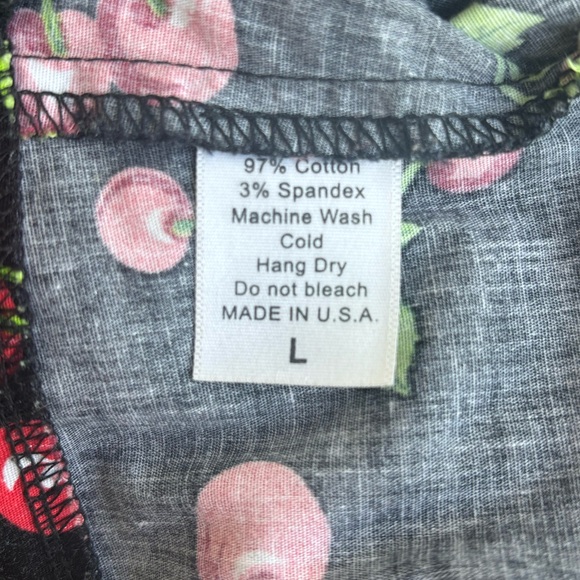 97% Cotton
3% Spandex
Machine Wash
Cold
Hang Dry
Do not bleach
MADE IN U.S.A.
L